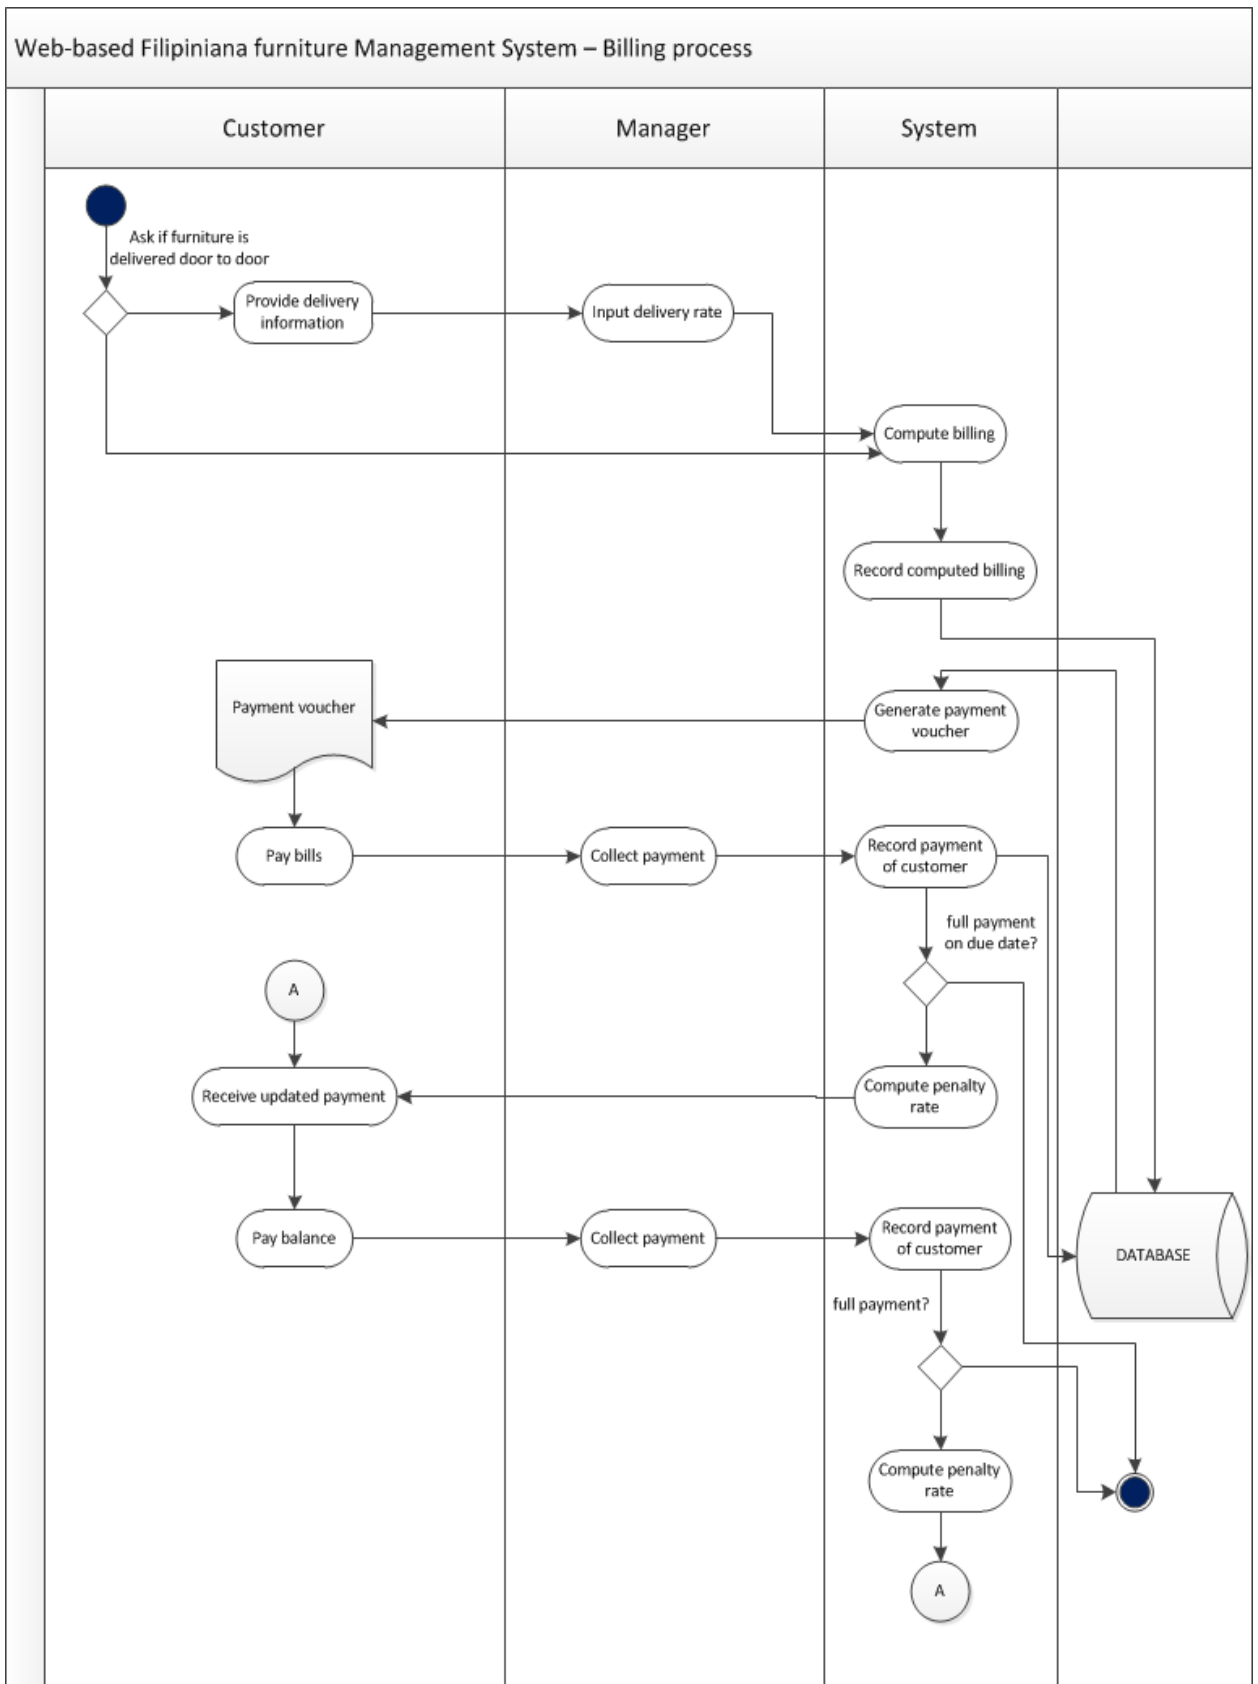 Web-based Filipiniana furniture Management System – Billing process
Customer
Manager
System
Ask if furniture is
delivered door to door
Provide delivery
information
Input delivery rate
Compute billing
Record computed billing
Payment voucher
Generate payment
voucher
Pay bills
Collect payment
Record payment
of customer
full payment
on due date?
A
Receive updated payment
Compute penalty
rate
Pay balance
Collect payment
Record payment
of customer
DATABASE
full payment?
Compute penalty
rate
A